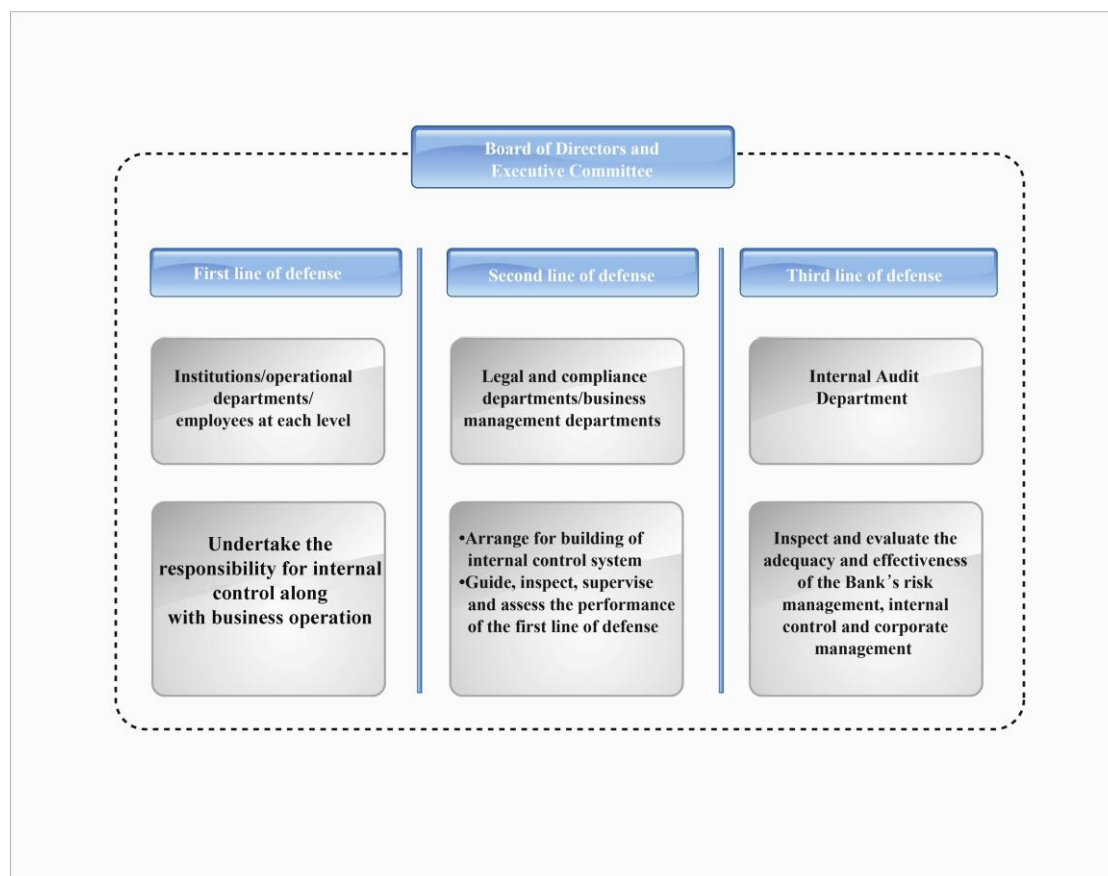 Board of Directors and
Executive Committee
First line of defense
Second line of defense
Third line of defense
Institutions/operational
departments/
employees at each level
Legal and compliance
departments/business
management departments
Internal Audit
Department
Undertake the
responsibility for internal
control along
with business operation
•Arrange for building of
internal control system
•Guide, inspect, supervise
and assess the performance
of the first line of defense
Inspect and evaluate the
adequacy and effectiveness
of the Bank´s risk
management, internal
control and corporate
management